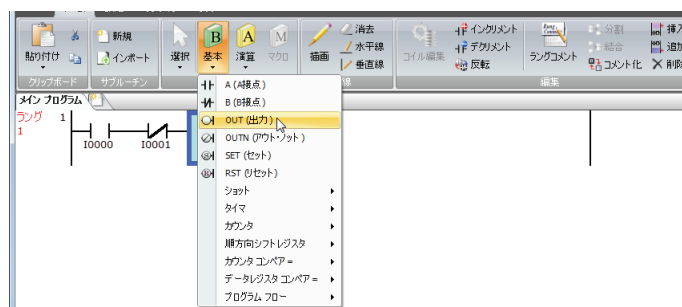 新規
消去
インクリメント
分割
挿入
B
A
M
水平線
デクリメント
結合
追加
貼り付け
インポート
選択
基本
演算
マクロ
描画
垂直線
コイル編集
反転
ラングコメント
コメント化
削除
クリップボード
サブルーチン
線
編集
メイン プログラム
ラング 1
1
I0000
I0001
A (A接点)
B (B接点)
OUT (出力)
OUTN (アウト・ノット)
SET (セット)
RST (リセット)
ショット
タイマ
カウンタ
順方向シフトレジスタ
カウンタ コンペア =
データレジスタ コンペア =
プログラム フロー